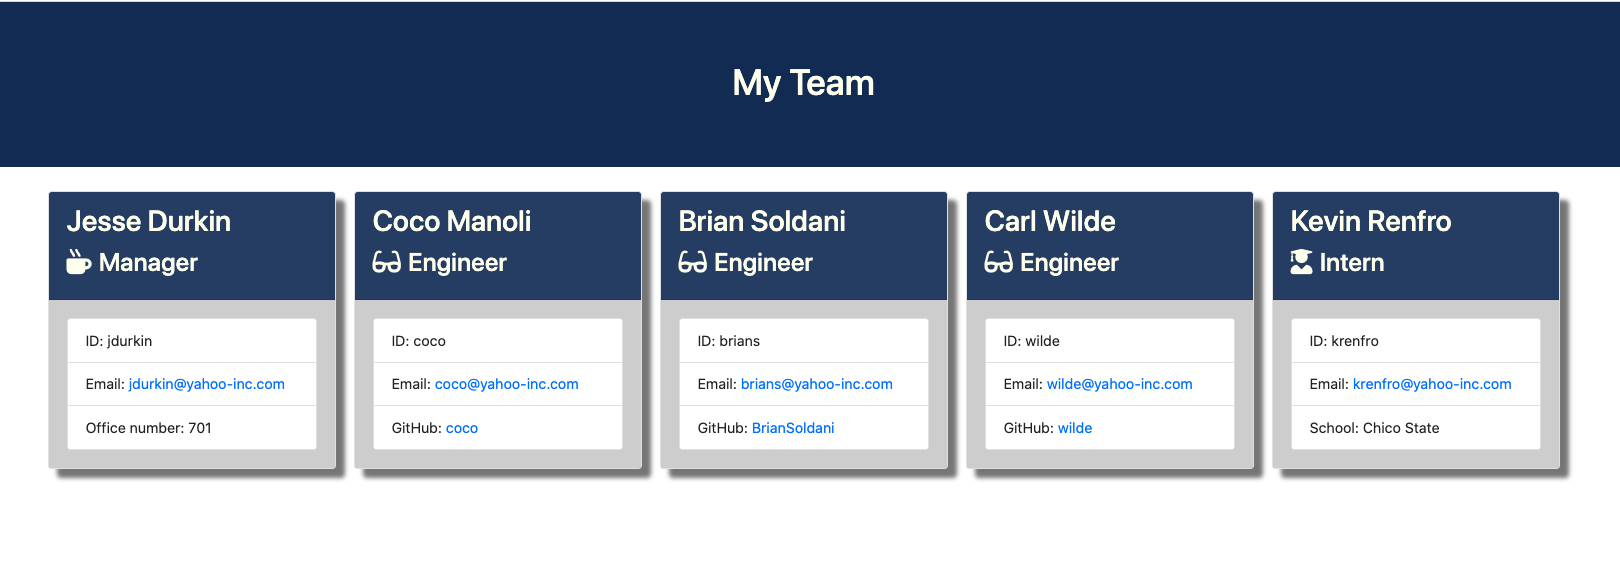 My Team
Jesse Durkin
Manager
ID: jdurkin
Email: jdurkin@yahoo-inc.com
Office number: 701
Coco Manoli
Engineer
ID: coco
Email: coco@yahoo-inc.com
GitHub: coco
Brian Soldani
Engineer
ID: brians
Email: brians@yahoo-inc.com
GitHub: BrianSoldani
Carl Wilde
Engineer
ID: wilde
Email: wilde@yahoo-inc.com
GitHub: wilde
Kevin Renfro
Intern
ID: krenfro
Email: krenfro@yahoo-inc.com
School: Chico State